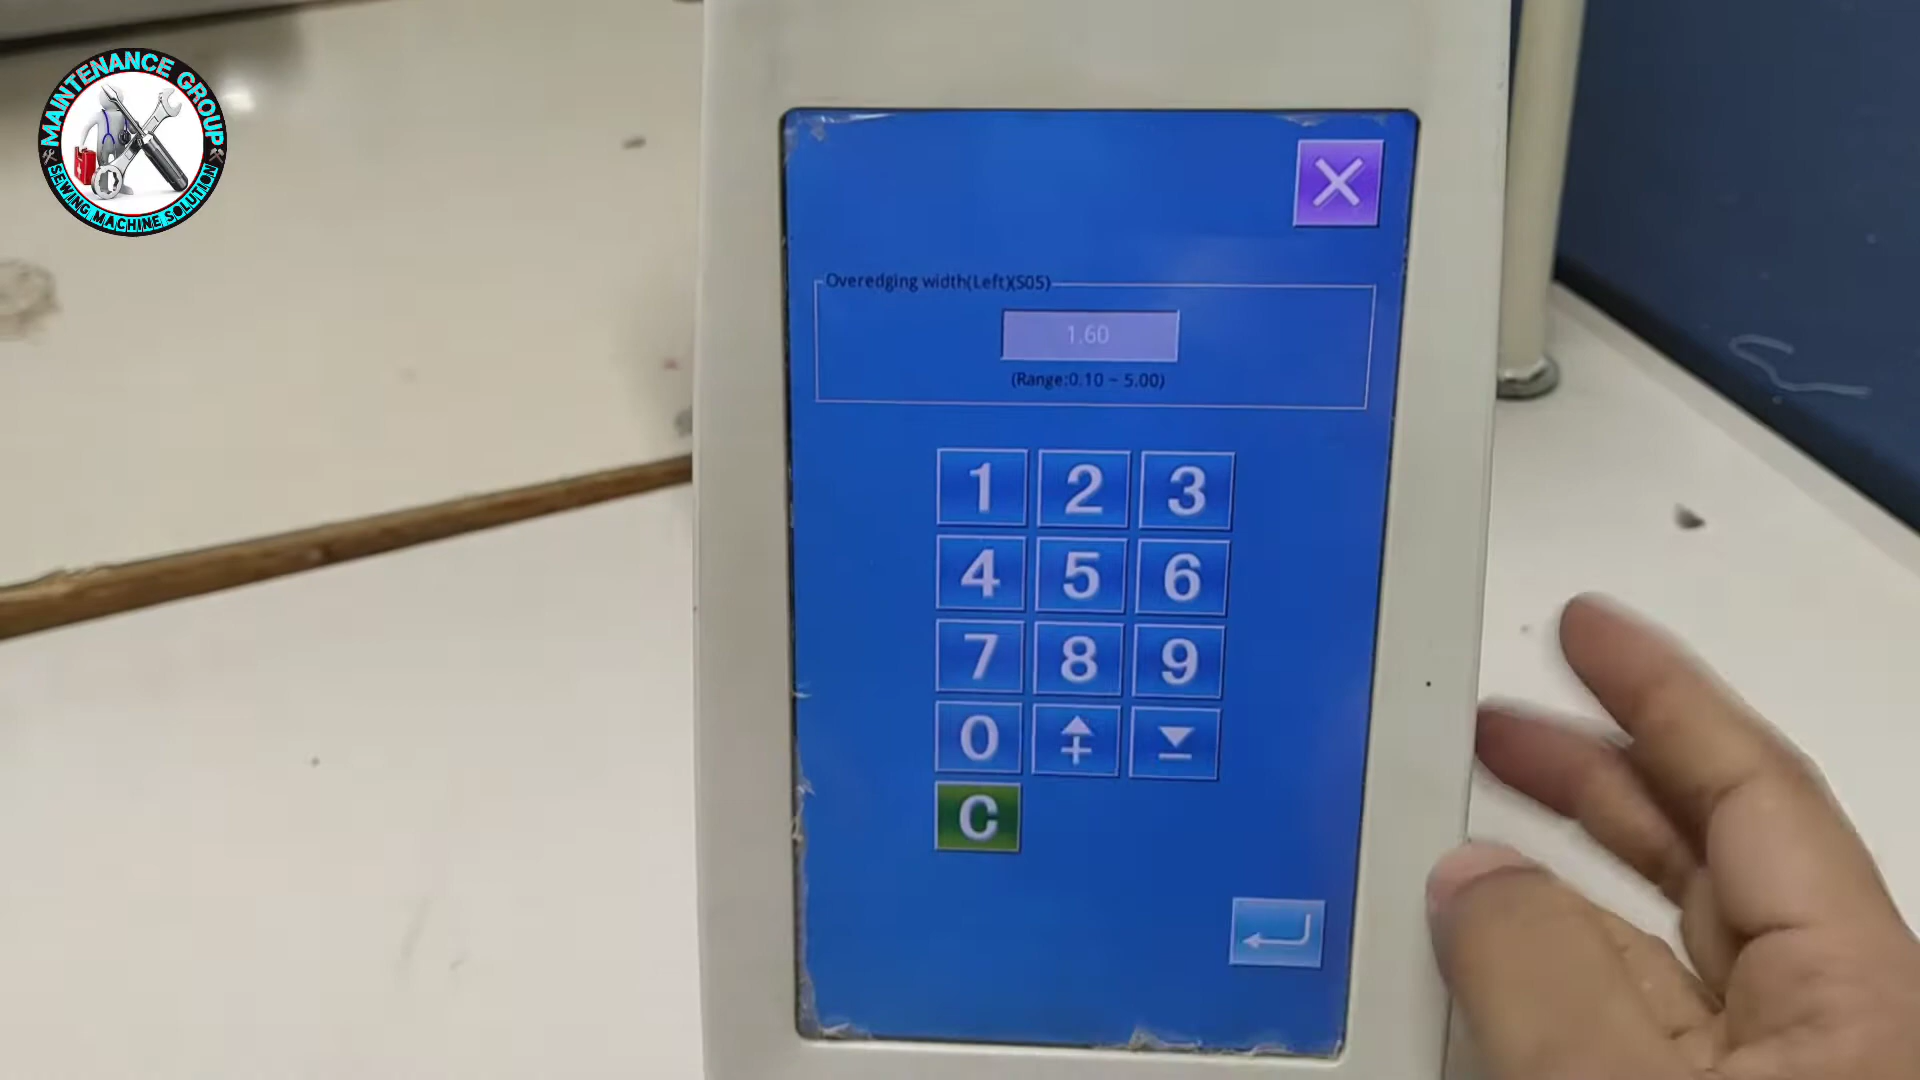 MAINTENANCE GROUP
SEWING MACHINE SOLUTION
Overedging width(Left)(S05)
1.60
(Range:0.10 ~ 5.00)
1 2 3
4 5 6
7 8 9
0 + −
C